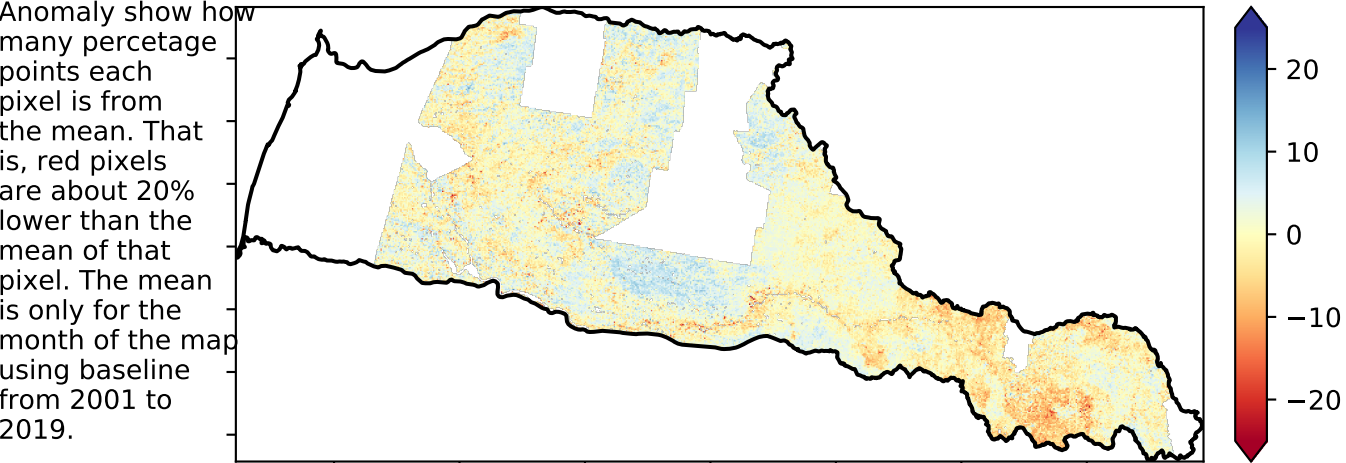 Anomaly show how
many percetage
points each
pixel is from
the mean. That
is, red pixels
are about 20%
lower than the
mean of that
pixel. The mean
is only for the
month of the map
using baseline
from 2001 to
2019.
20
10
0
−10
−20